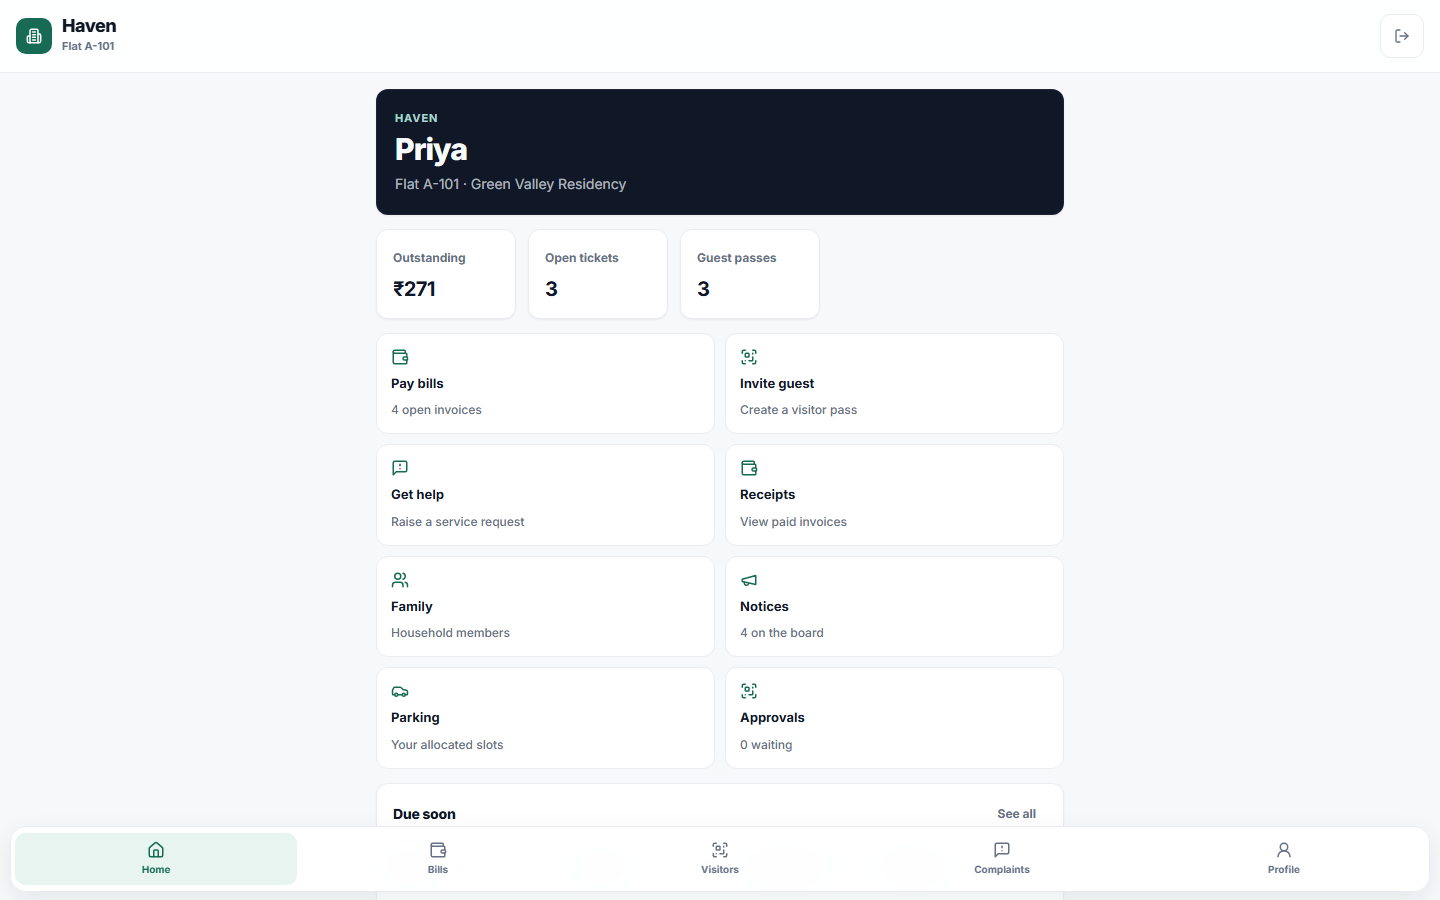 Haven
Flat A-101
HAVEN
Priya
Flat A-101 · Green Valley Residency
Outstanding
₹271
Open tickets
3
Guest passes
3
Pay bills
4 open invoices
Invite guest
Create a visitor pass
Get help
Raise a service request
Receipts
View paid invoices
Family
Household members
Notices
4 on the board
Parking
Your allocated slots
Approvals
0 waiting
Due soon
See all
Home
Bills
Visitors
Complaints
Profile